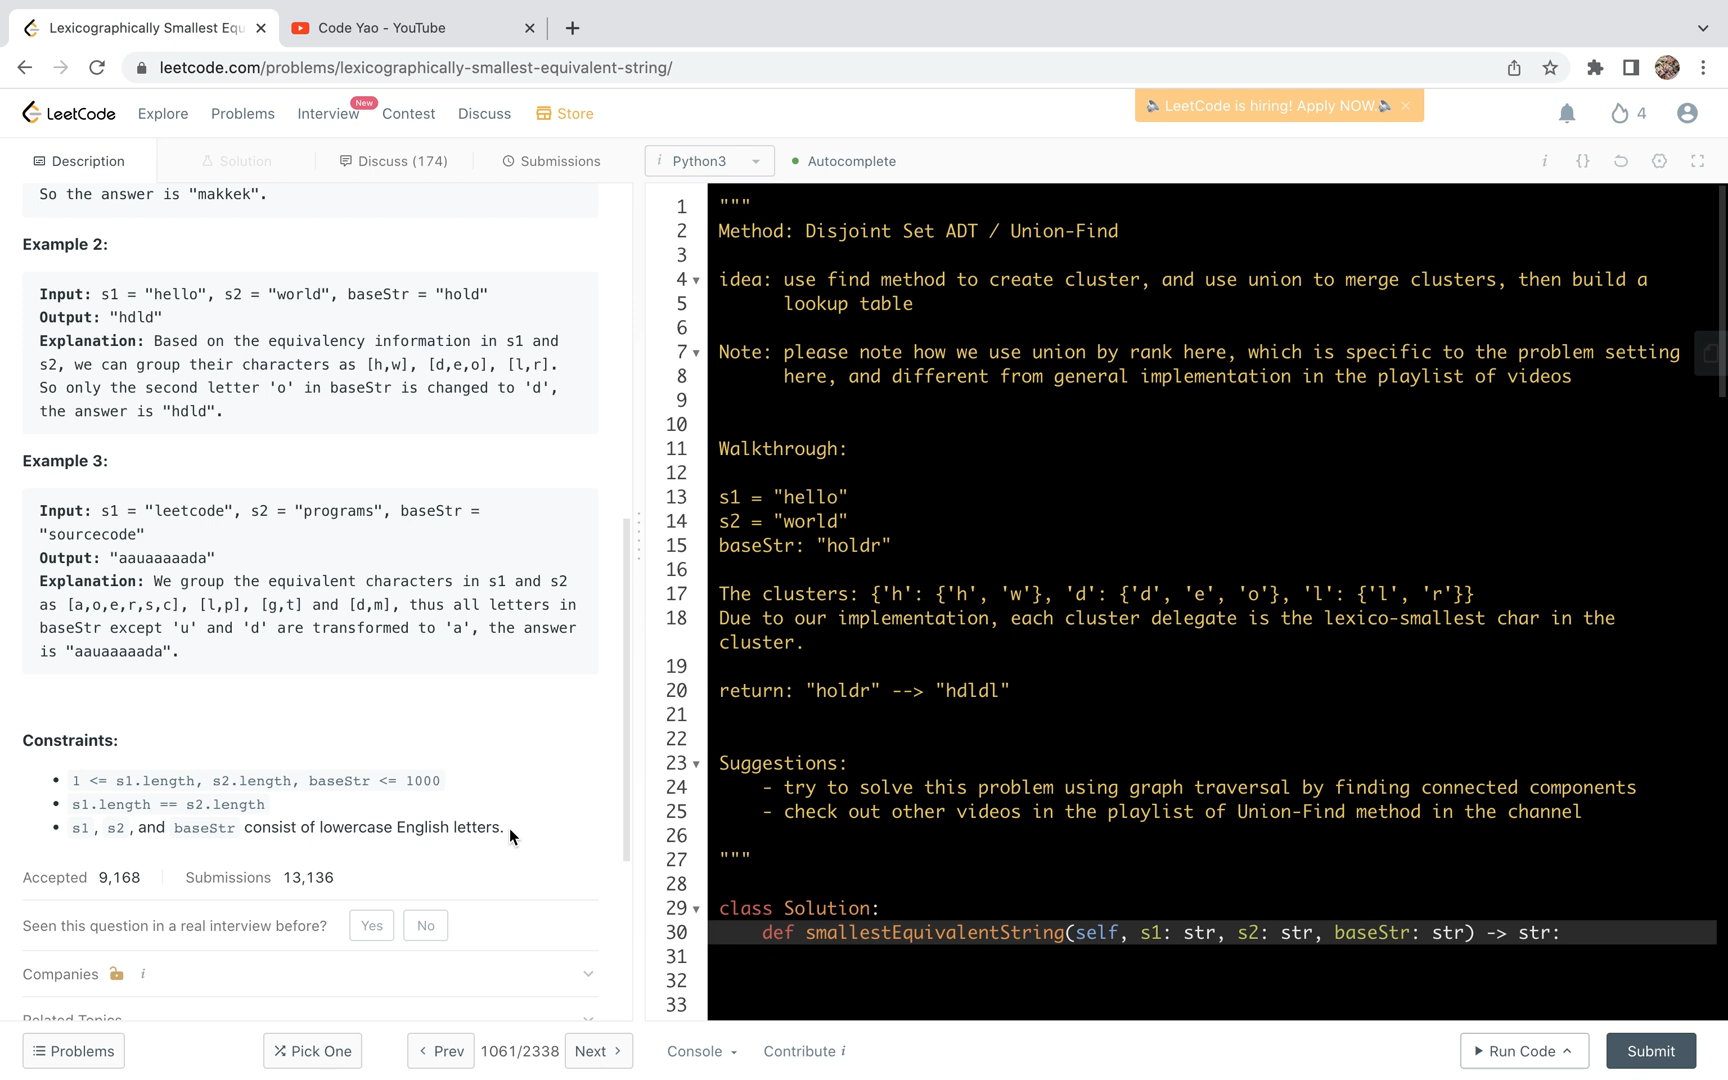 Lexicographically Smallest Equ
Code Yao - YouTube
leetcode.com/problems/lexicographically-smallest-equivalent-string/
LeetCode
Explore
Problems
Interview
New
Contest
Discuss
Store
LeetCode is hiring! Apply NOW.
4
Description
Solution
Discuss (174)
Submissions
i Python3
Autocomplete
So the answer is "makkek".
Example 2:
Input: s1 = "hello", s2 = "world", baseStr = "hold"
Output: "hdld"
Explanation: Based on the equivalency information in s1 and
s2, we can group their characters as [h,w], [d,e,o], [l,r].
So only the second letter 'o' in baseStr is changed to 'd',
the answer is "hdld".
Example 3:
Input: s1 = "leetcode", s2 = "programs", baseStr =
"sourcecode"
Output: "aauaaaaada"
Explanation: We group the equivalent characters in s1 and s2
as [a,o,e,r,s,c], [l,p], [g,t] and [d,m], thus all letters in
baseStr except 'u' and 'd' are transformed to 'a', the answer
is "aauaaaaada".
Constraints:
• 1 <= s1.length, s2.length, baseStr <= 1000
• s1.length == s2.length
• s1, s2, and baseStr consist of lowercase English letters.
Accepted 9,168
Submissions 13,136
Seen this question in a real interview before?
Yes
No
Companies i
Related Topics
Problems
Pick One
Prev
1061/2338
Next
1 """
2 Method: Disjoint Set ADT / Union-Find
3
4 idea: use find method to create cluster, and use union to merge clusters, then build a
5 lookup table
6
7 Note: please note how we use union by rank here, which is specific to the problem setting
8 here, and different from general implementation in the playlist of videos
9
10
11 Walkthrough:
12
13 s1 = "hello"
14 s2 = "world"
15 baseStr: "holdr"
16
17 The clusters: {'h': {'h', 'w'}, 'd': {'d', 'e', 'o'}, 'l': {'l', 'r'}}
18 Due to our implementation, each cluster delegate is the lexico-smallest char in the
cluster.
19
20 return: "holdr" --> "hdldl"
21
22
23 Suggestions:
24 - try to solve this problem using graph traversal by finding connected components
25 - check out other videos in the playlist of Union-Find method in the channel
26
27 """
28
29 class Solution:
30 def smallestEquivalentString(self, s1: str, s2: str, baseStr: str) -> str:
31
32
33
Console
Contribute i
Run Code
Submit